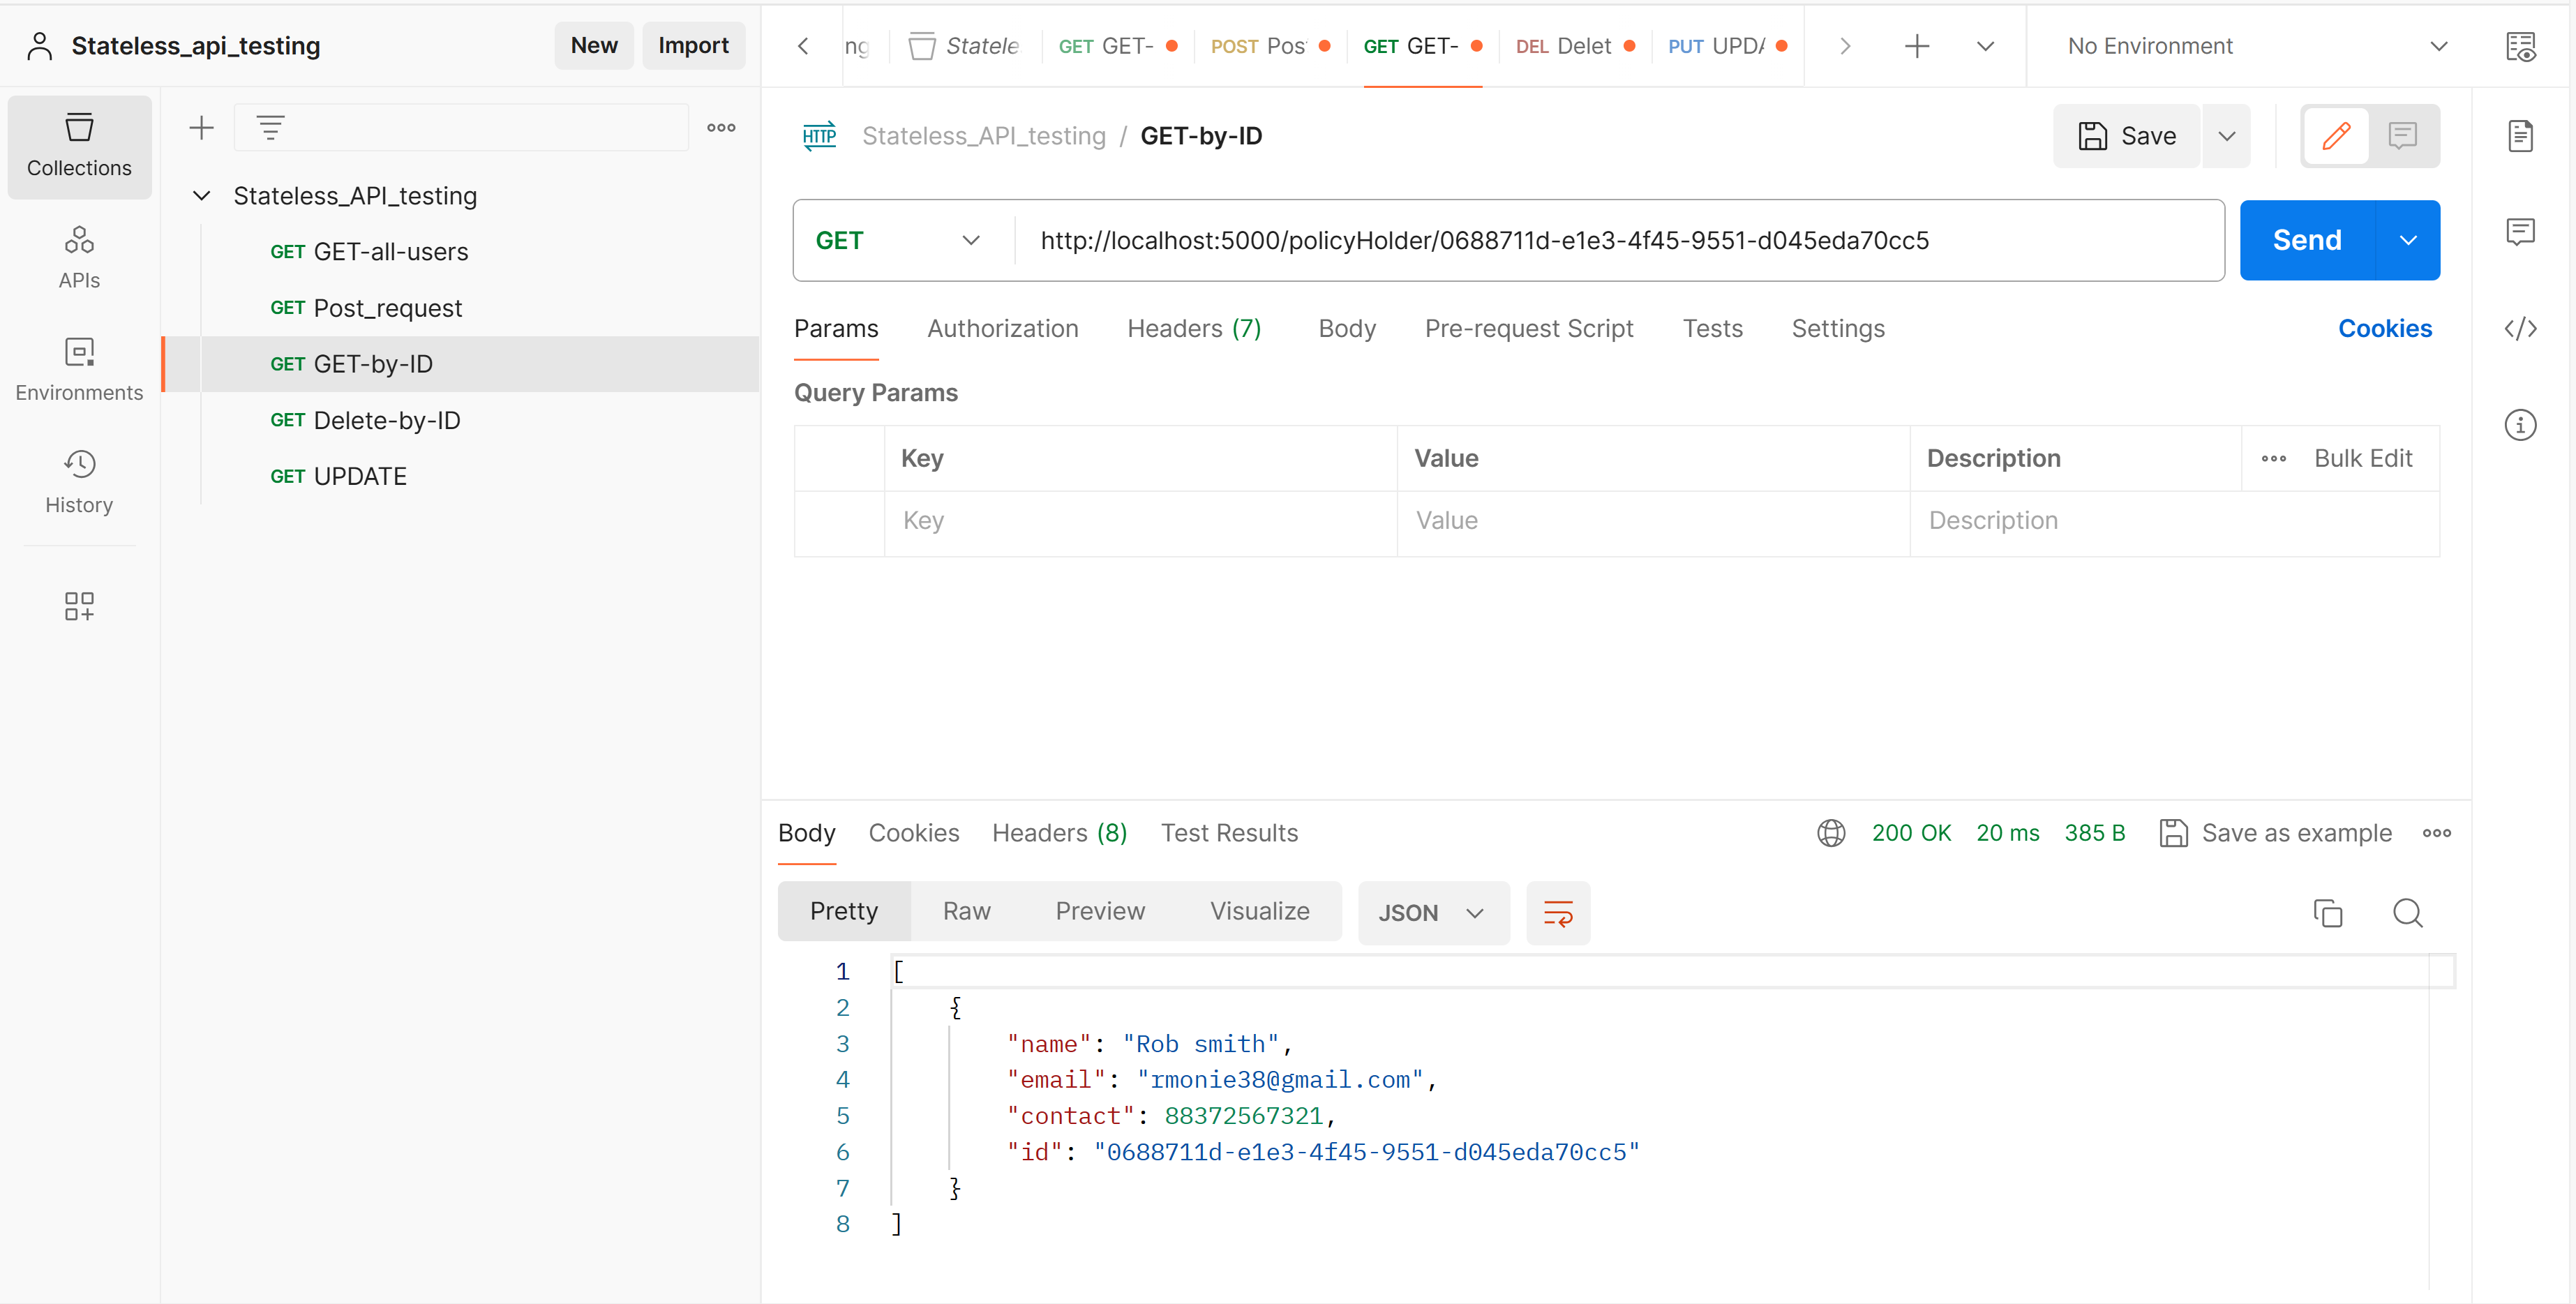 Stateless_api_testing
New
Import
ng
Statele
GET GET-
POST Pos
GET GET-
DEL Delet
PUT UPDA
No Environment
Collections
APIs
Environments
History
Stateless_API_testing
GET GET-all-users
GET Post_request
GET GET-by-ID
GET Delete-by-ID
GET UPDATE
HTTP
Stateless_API_testing / GET-by-ID
Save
GET
http://localhost:5000/policyHolder/0688711d-e1e3-4f45-9551-d045eda70cc5
Send
Params Authorization Headers (7) Body Pre-request Script Tests Settings Cookies
Query Params
Key Value Description Bulk Edit
Key Value Description
Body Cookies Headers (8) Test Results
200 OK 20 ms 385 B Save as example
Pretty Raw Preview Visualize JSON
1 [
2 {
3 "name": "Rob smith",
4 "email": "rmonie38@gmail.com",
5 "contact": 88372567321,
6 "id": "0688711d-e1e3-4f45-9551-d045eda70cc5"
7 }
8 ]